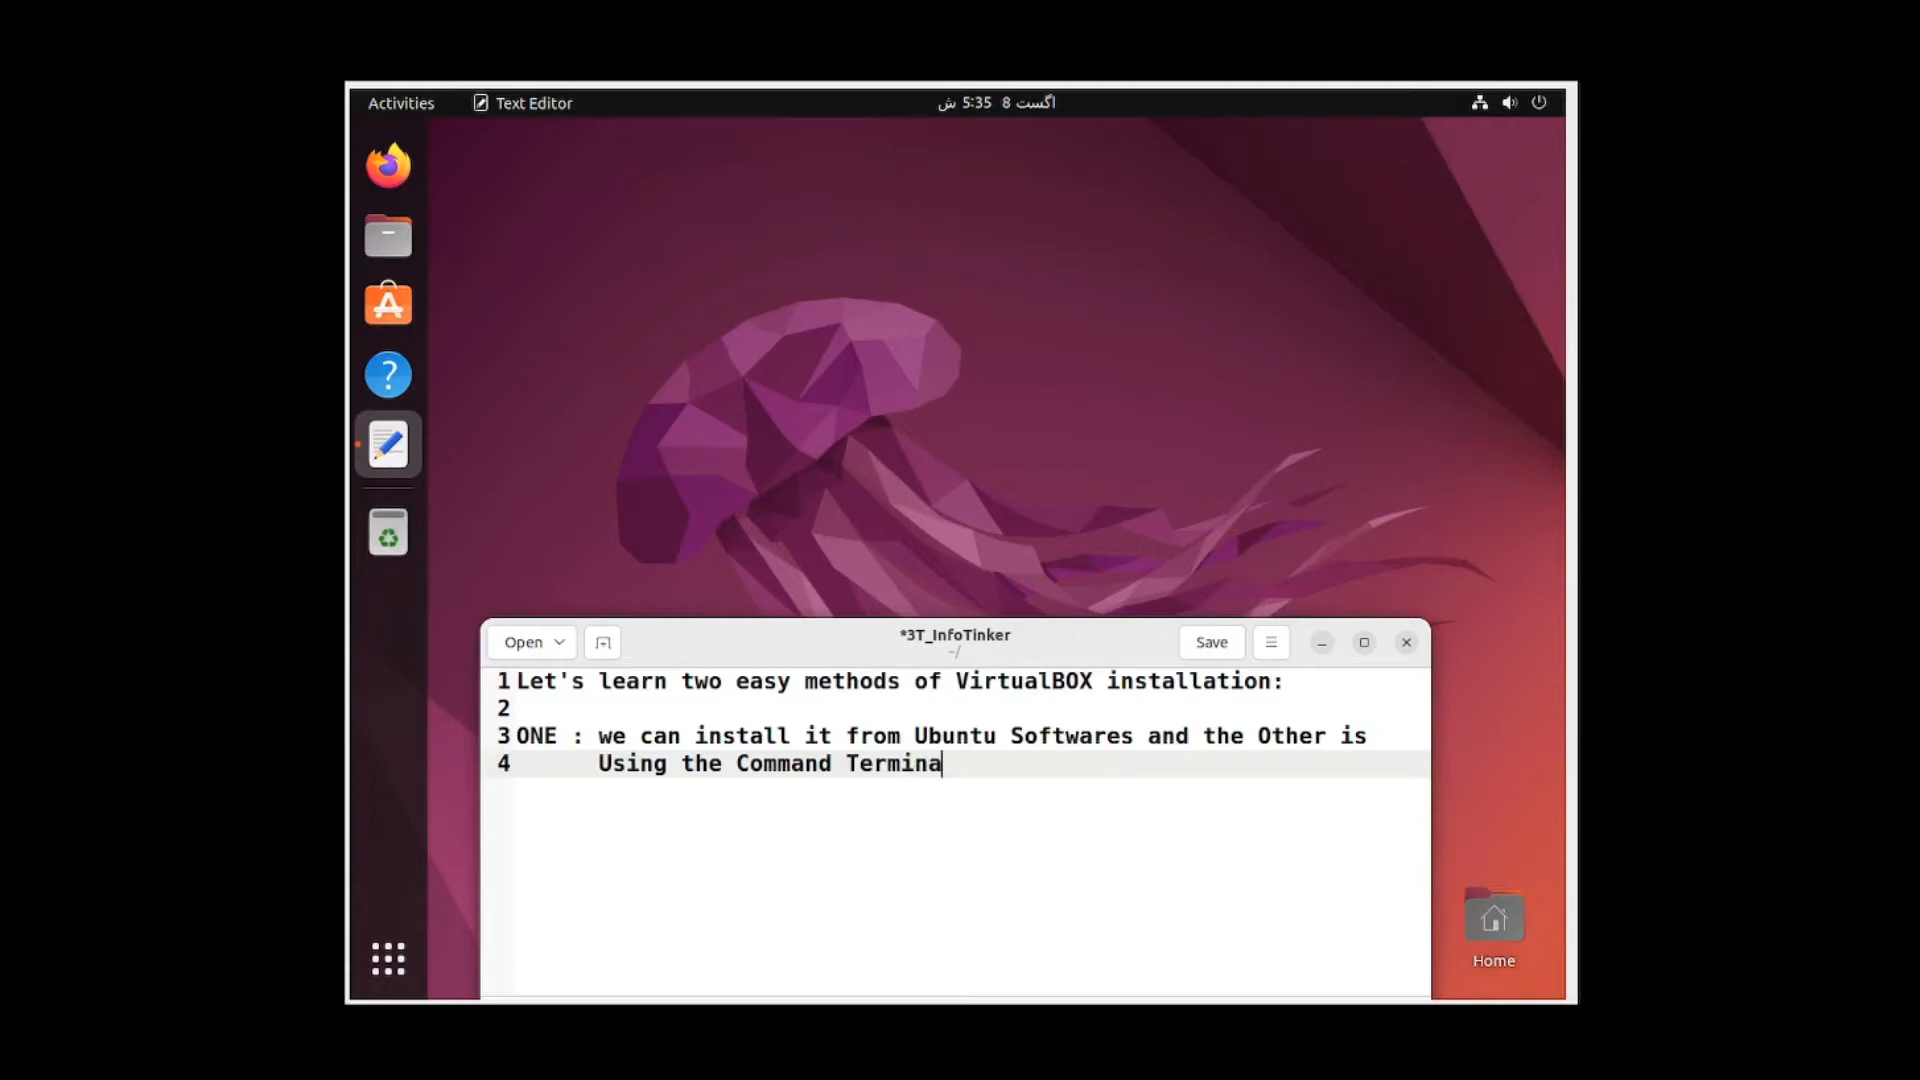 Activities
Text Editor
اگست 8 5:35 ش
Open
*3T_InfoTinker
~/
Save
1 Let's learn two easy methods of VirtualBOX installation:
2
3 ONE : we can install it from Ubuntu Softwares and the Other is
4 Using the Command Termina
Home